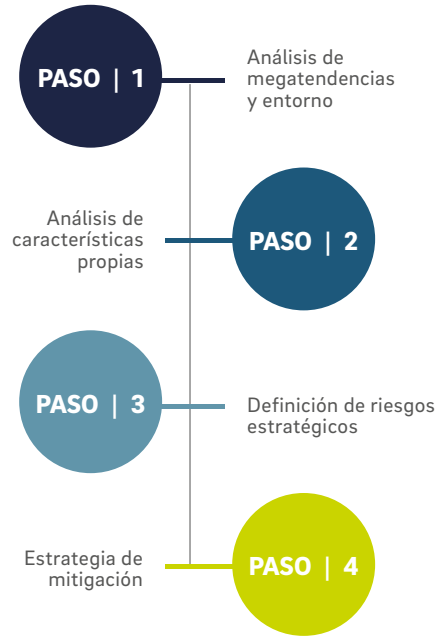 PASO | 1
Análisis de
megatendencias
y entorno
PASO | 2
Análisis de
características
propias
PASO | 3
Definición de riesgos
estratégicos
PASO | 4
Estrategia de
mitigación